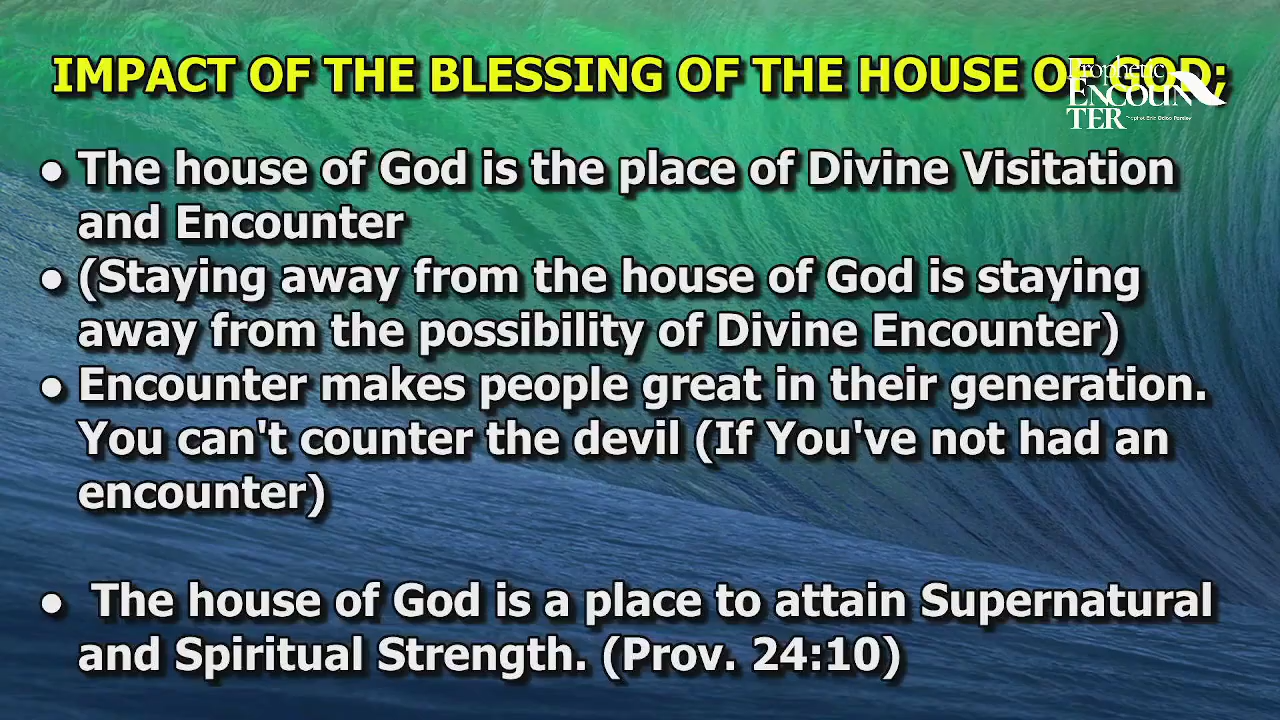 IMPACT OF THE BLESSING OF THE HOUSE OF GOD;
Prophetic
ENCOUN
TER
● The house of God is the place of Divine Visitation
and Encounter
● (Staying away from the house of God is staying
away from the possibility of Divine Encounter)
● Encounter makes people great in their generation.
You can't counter the devil (If You've not had an
encounter)
● The house of God is a place to attain Supernatural
and Spiritual Strength. (Prov. 24:10)